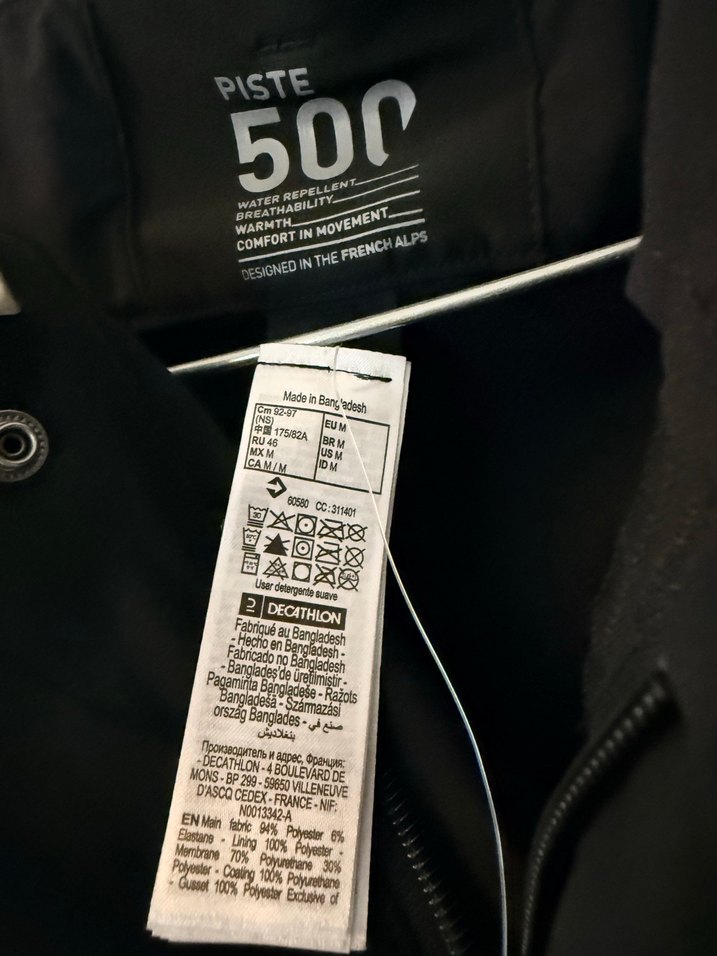 PISTE
500
WATER REPELLENT
BREATHABILITY
WARMTH
COMFORT IN MOVEMENT
DESIGNED IN THE FRENCH ALPS
Made in Bangladesh
Cm 92-97
(NS)
中国 175/82A
RU 46
MX M
CA M / M
EU M
BR M
US M
ID M
60580 CC:311401
Usar detergente suave
DECATHLON
Fabriqué au Bangladesh
- Hecho en Bangladesh -
Fabricado no Bangladesh
- Bangladeş'de üretilmiştir -
Pagaminta Bangladeše - Ražots
Bangladešā - Származási
ország Banglades - صنع في
بنغلاديش
Производитель и адрес, Франция:
- DECATHLON - 4 BOULEVARD DE
MONS - BP 299 - 59650 VILLENEUVE
D'ASCQ CEDEX - FRANCE - NIF:
N0013342-A
EN Main fabric 94% Polyester 6%
Elastane - Lining 100% Polyester -
Membrane 70% Polyurethane 30%
Polyester - Coating 100% Polyurethane
- Gusset 100% Polyester Exclusive of